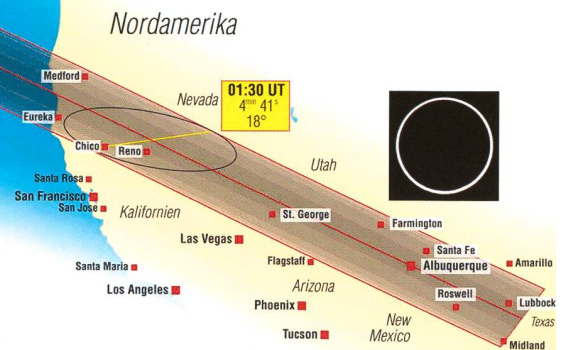 Nordamerika
Medford
Nevada
01:30 UT
4min 41s
18°
Eureka
Chico
Reno
Utah
Santa Rosa
San Francisco
San Jose
Kalifornien
St. George
Farmington
Las Vegas
Santa Fe
Flagstaff
Albuquerque
Amarillo
Santa Maria
Los Angeles
Arizona
Roswell
Lubbock
Phoenix
New
Mexico
Texas
Tucson
Midland